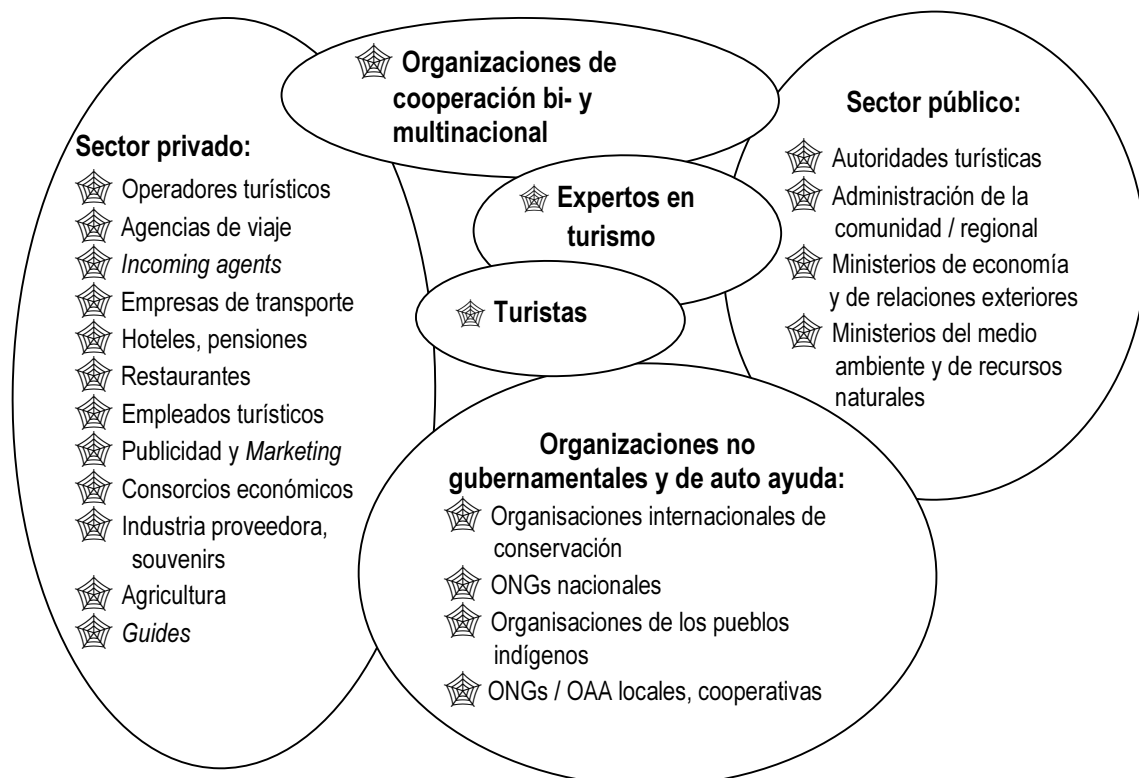 Organizaciones de
cooperación bi- y
multinacional
Sector público:
Autoridades turísticas
Administración de la
comunidad / regional
Ministerios de economía
y de relaciones exteriores
Ministerios del medio
ambiente y de recursos
naturales
Sector privado:
Operadores turísticos
Agencias de viaje
Incoming agents
Empresas de transporte
Hoteles, pensiones
Restaurantes
Empleados turísticos
Publicidad y Marketing
Consorcios económicos
Industria proveedora,
souvenirs
Agricultura
Guides
Expertos en
turismo
Turistas
Organizaciones no
gubernamentales y de auto ayuda:
Organisaciones internacionales de
conservación
ONGs nacionales
Organisaciones de los pueblos
indígenos
ONGs / OAA locales, cooperativas